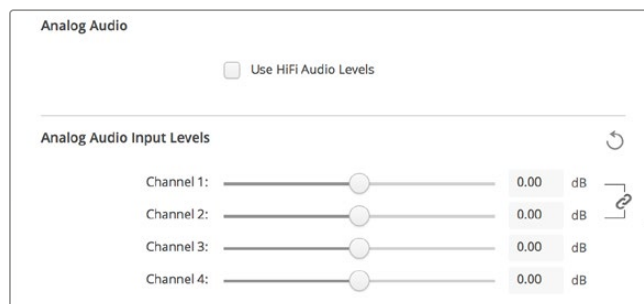 Analog Audio
Use HiFi Audio Levels
Analog Audio Input Levels
Channel 1: 0.00 dB
Channel 2: 0.00 dB
Channel 3: 0.00 dB
Channel 4: 0.00 dB